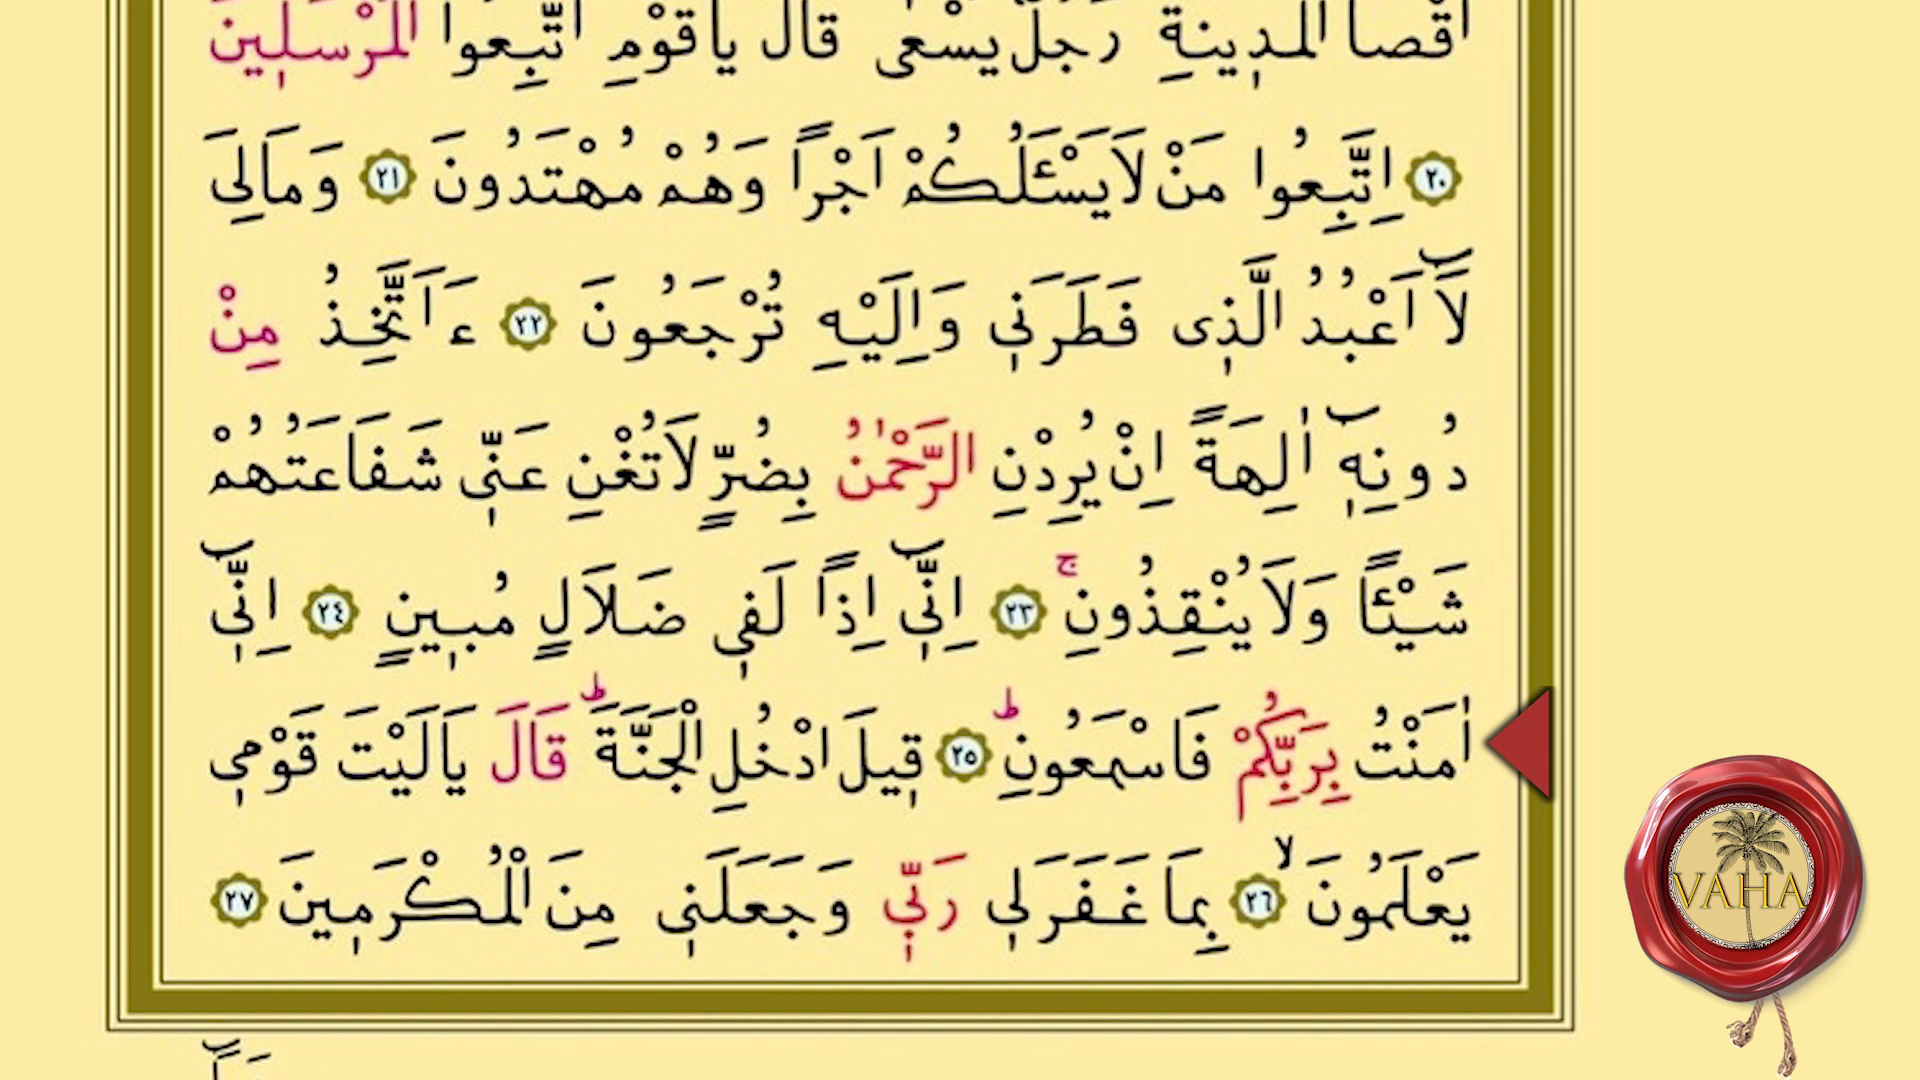 أَقْصَا الْمَدٖينَةِ رَجُلٌ يَسْعٰى قَالَ يَا قَوْمِ اتَّبِعُوا الْمُرْسَلٖينَ
﴿٢٠﴾ اِتَّبِعُوا مَنْ لَا يَسْـَٔلُكُمْ اَجْرًا وَهُمْ مُهْتَدُونَ ﴿٢١﴾ وَمَالِىَ
لَٓا اَعْبُدُ الَّذٖى فَطَرَنٖى وَاِلَيْهِ تُرْجَعُونَ ﴿٢٢﴾ ءَاَتَّخِذُ مِنْ
دُونِهٖٓ اٰلِهَةً اِنْ يُرِدْنِ الرَّحْمٰنُ بِضُرٍّ لَا تُغْنِ عَنّٖى شَفَاعَتُهُمْ
شَيْـًٔا وَلَا يُنْقِذُونِ ۚ ﴿٢٣﴾ اِنّٖٓى اِذًا لَفٖى ضَلَالٍ مُبٖينٍ ﴿٢٤﴾ اِنّٖٓى
اٰمَنْتُ بِرَبِّكُمْ فَاسْمَعُونِ ؕ ﴿٢٥﴾ قٖيلَ ادْخُلِ الْجَنَّةَ ؕ قَالَ يَا لَيْتَ قَوْمٖى
يَعْلَمُونَ ۙ ﴿٢٦﴾ بِمَا غَفَرَلٖى رَبّٖى وَجَعَلَنٖى مِنَ الْمُكْرَمٖينَ ﴿٢٧﴾
VAHA